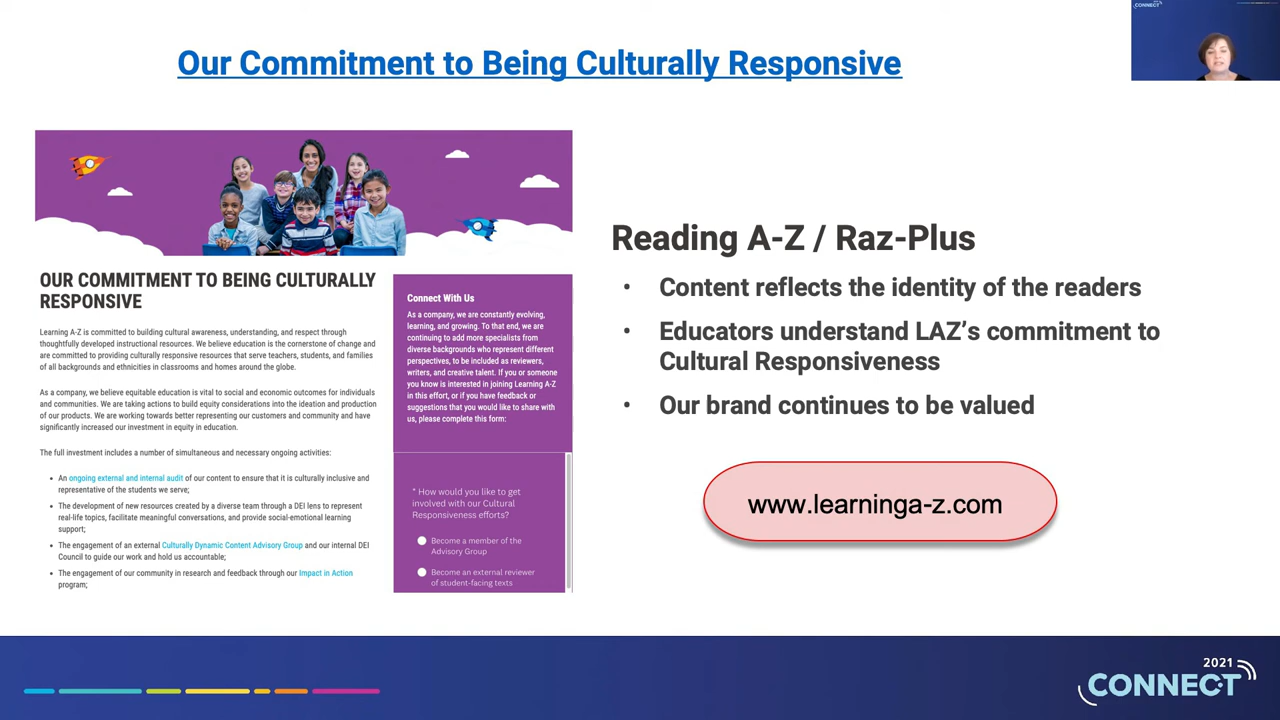 Our Commitment to Being Culturally Responsive
CONNECT
OUR COMMITMENT TO BEING CULTURALLY
RESPONSIVE
Learning A-Z is committed to building cultural awareness, understanding, and respect through
thoughtfully developed instructional resources. We believe education is the cornerstone of change and
are committed to providing culturally responsive resources that serve teachers, students, and families
of all backgrounds and ethnicities in classrooms and homes around the globe.
As a company, we believe equitable education is vital to social and economic outcomes for individuals
and communities. We are taking actions to build equity considerations into the ideation and production
of our products. We are working towards better representing our customers and community and have
significantly increased our investment in equity in education.
The full investment includes a number of simultaneous and necessary ongoing activities:
• An ongoing external and internal audit of our content to ensure that it is culturally inclusive and
representative of the students we serve;
• The development of new resources created by a diverse team through a DEI lens to represent
real-life topics, facilitate meaningful conversations, and provide social-emotional learning
support;
• The engagement of an external Culturally Dynamic Content Advisory Group and our internal DEI
Council to guide our work and hold us accountable;
• The engagement of our community in research and feedback through our Impact in Action
program;
Connect With Us
As a company, we are constantly evolving,
learning, and growing. To that end, we are
continuing to add more specialists from
diverse backgrounds who represent different
perspectives, to be included as reviewers,
writers, and creative talent. If you or someone
you know is interested in joining Learning A-Z
in this effort, or if you have feedback or
suggestions that you would like to share with
us, please complete this form:
* How would you like to get
involved with our Cultural
Responsiveness efforts?
Become a member of the
Advisory Group
Become an external reviewer
of student-facing texts
Reading A-Z / Raz-Plus
• Content reflects the identity of the readers
• Educators understand LAZ's commitment to
Cultural Responsiveness
• Our brand continues to be valued
www.learninga-z.com
2021
CONNECT